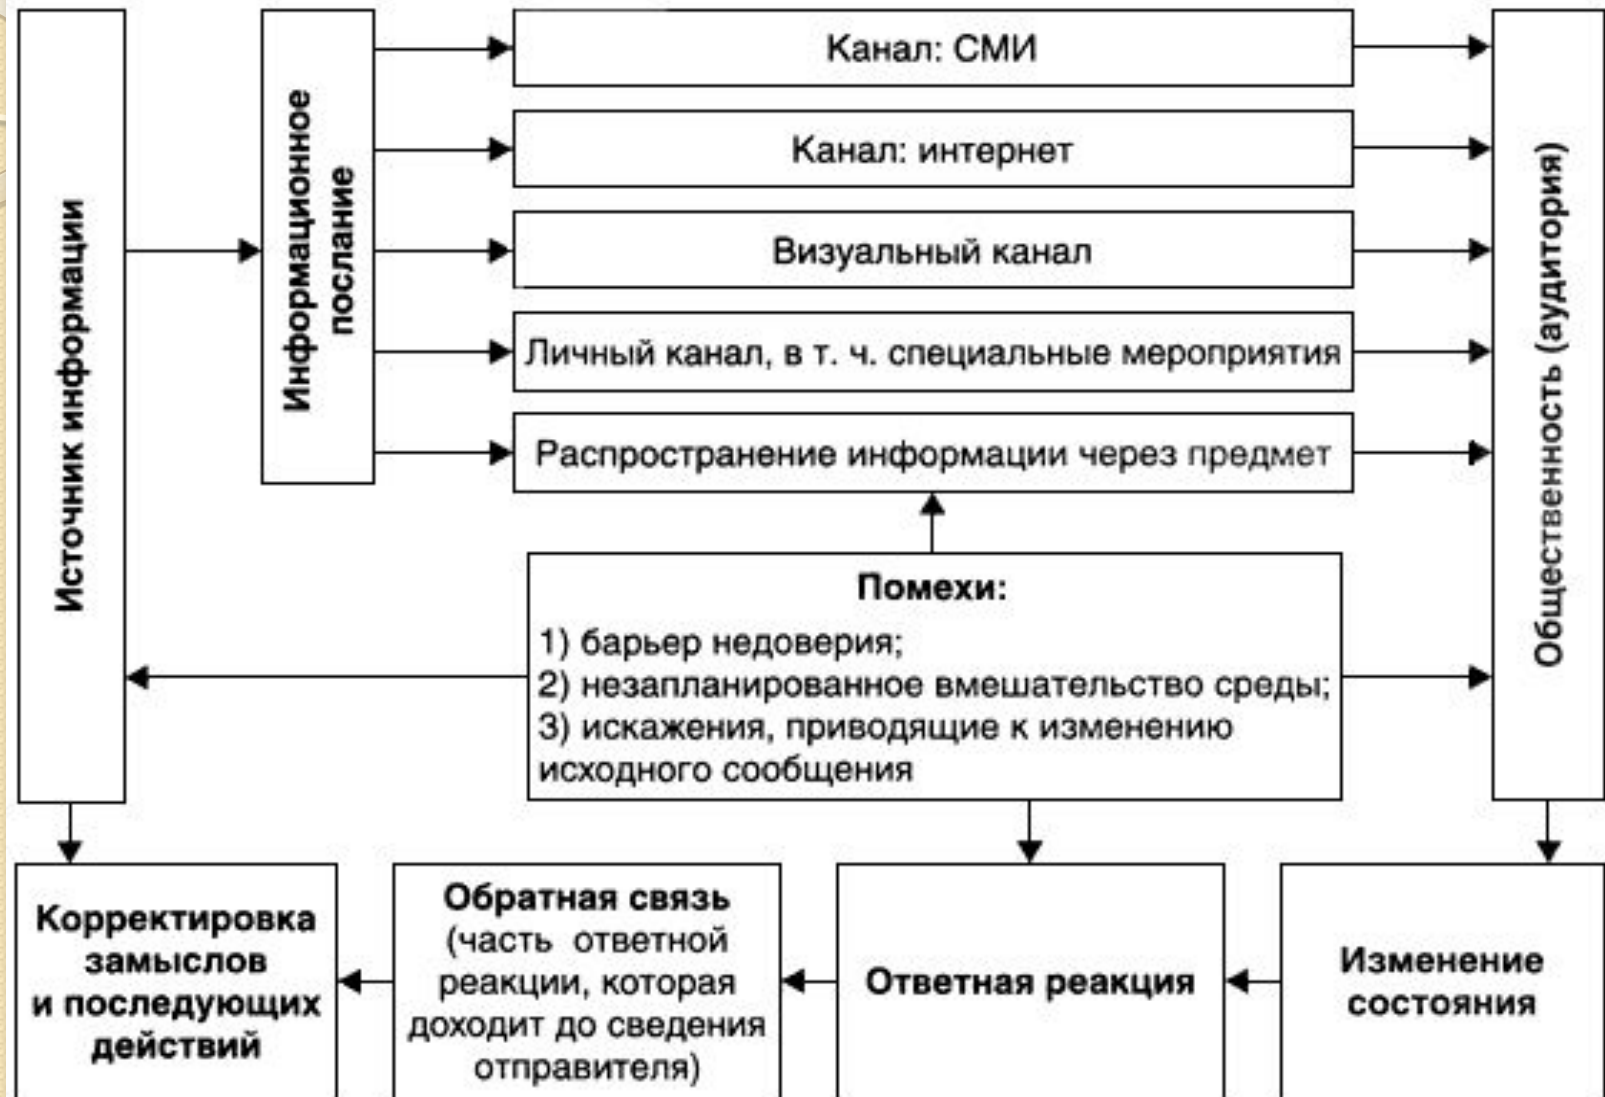 Источник информации
Информационное
послание
Канал: СМИ
Канал: интернет
Визуальный канал
Личный канал, в т. ч. специальные мероприятия
Распространение информации через предмет
Общественность (аудитория)
Помехи:
1) барьер недоверия;
2) незапланированное вмешательство среды;
3) искажения, приводящие к изменению
исходного сообщения
Корректировка
замыслов
и последующих
действий
Обратная связь
(часть ответной
реакции, которая
доходит до сведения
отправителя)
Ответная реакция
Изменение
состояния